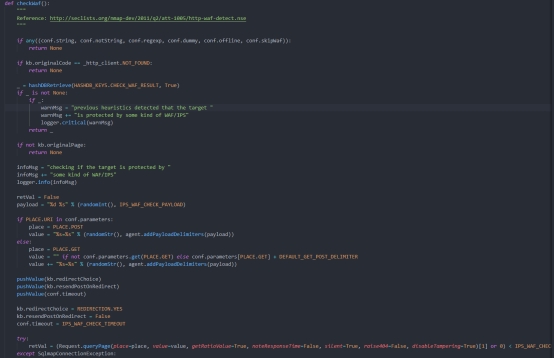 def checkWaf():
"""
Reference: http://seclists.org/nmap-dev/2011/q2/att-1005/http-waf-detect.nse
"""
if any((conf.string, conf.notString, conf.regexp, conf.dummy, conf.offline, conf.skipWaf)):
return None
if kb.originalCode == _http_client.NOT_FOUND:
return None
_ = hashDBRetrieve(HASHDB_KEYS.CHECK_WAF_RESULT, True)
if _ is not None:
if _:
warnMsg = "previous heuristics detected that the target "
warnMsg += "is protected by some kind of WAF/IPS"
logger.critical(warnMsg)
return _
if not kb.originalPage:
return None
infoMsg = "checking if the target is protected by "
infoMsg += "some kind of WAF/IPS"
logger.info(infoMsg)
retVal = False
payload = "%d %s" % (randomInt(), IPS_WAF_CHECK_PAYLOAD)
if PLACE.URI in conf.parameters:
place = PLACE.POST
value = "%s=%s" % (randomStr(), agent.addPayloadDelimiters(payload))
else:
place = PLACE.GET
value = "" if not conf.parameters.get(PLACE.GET) else conf.parameters[PLACE.GET] + DEFAULT_GET_POST_DELIMITER
value += "%s=%s" % (randomStr(), agent.addPayloadDelimiters(payload))
pushValue(kb.redirectChoice)
pushValue(kb.resendPostOnRedirect)
pushValue(conf.timeout)
kb.redirectChoice = REDIRECTION.YES
kb.resendPostOnRedirect = False
conf.timeout = IPS_WAF_CHECK_TIMEOUT
try:
retVal = (Request.queryPage(place=place, value=value, getRatioValue=True, noteResponseTime=False, silent=True, raise404=False, disableTampering=True)[1] or 0) < IPS_WAF_CHEC
except SqlmapConnectionException: